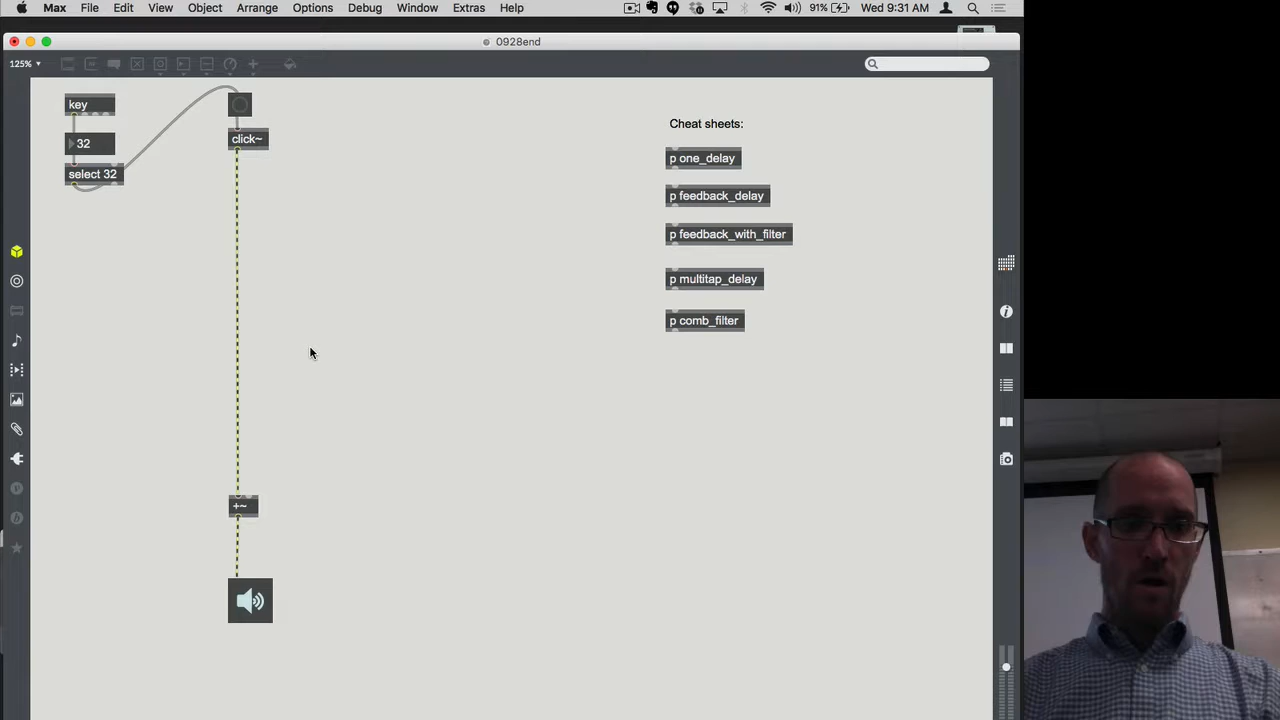 Max File Edit View Object Arrange Options Debug Window Extras Help 91% Wed 9:31 AM
0928end
125%
key
32
select 32
click~
+~
Cheat sheets:
p one_delay
p feedback_delay
p feedback_with_filter
p multitap_delay
p comb_filter